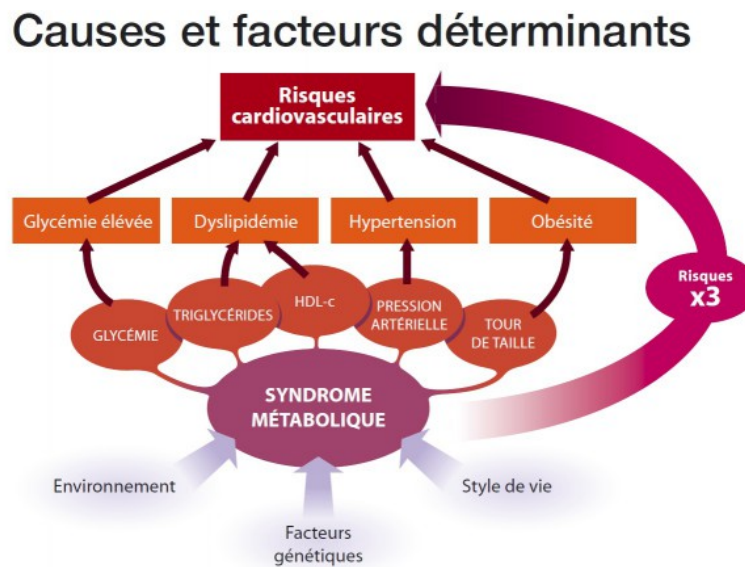 Causes et facteurs déterminants
Risques
cardiovasculaires
Glycémie élévée
Dyslipidémie
Hypertension
Obésité
Risques
x3
GLYCÉMIE
TRIGLYCÉRIDES
HDL-c
PRESSION
ARTÉRIELLE
TOUR
DE TAILLE
SYNDROME
MÉTABOLIQUE
Environnement
Style de vie
Facteurs
génétiques